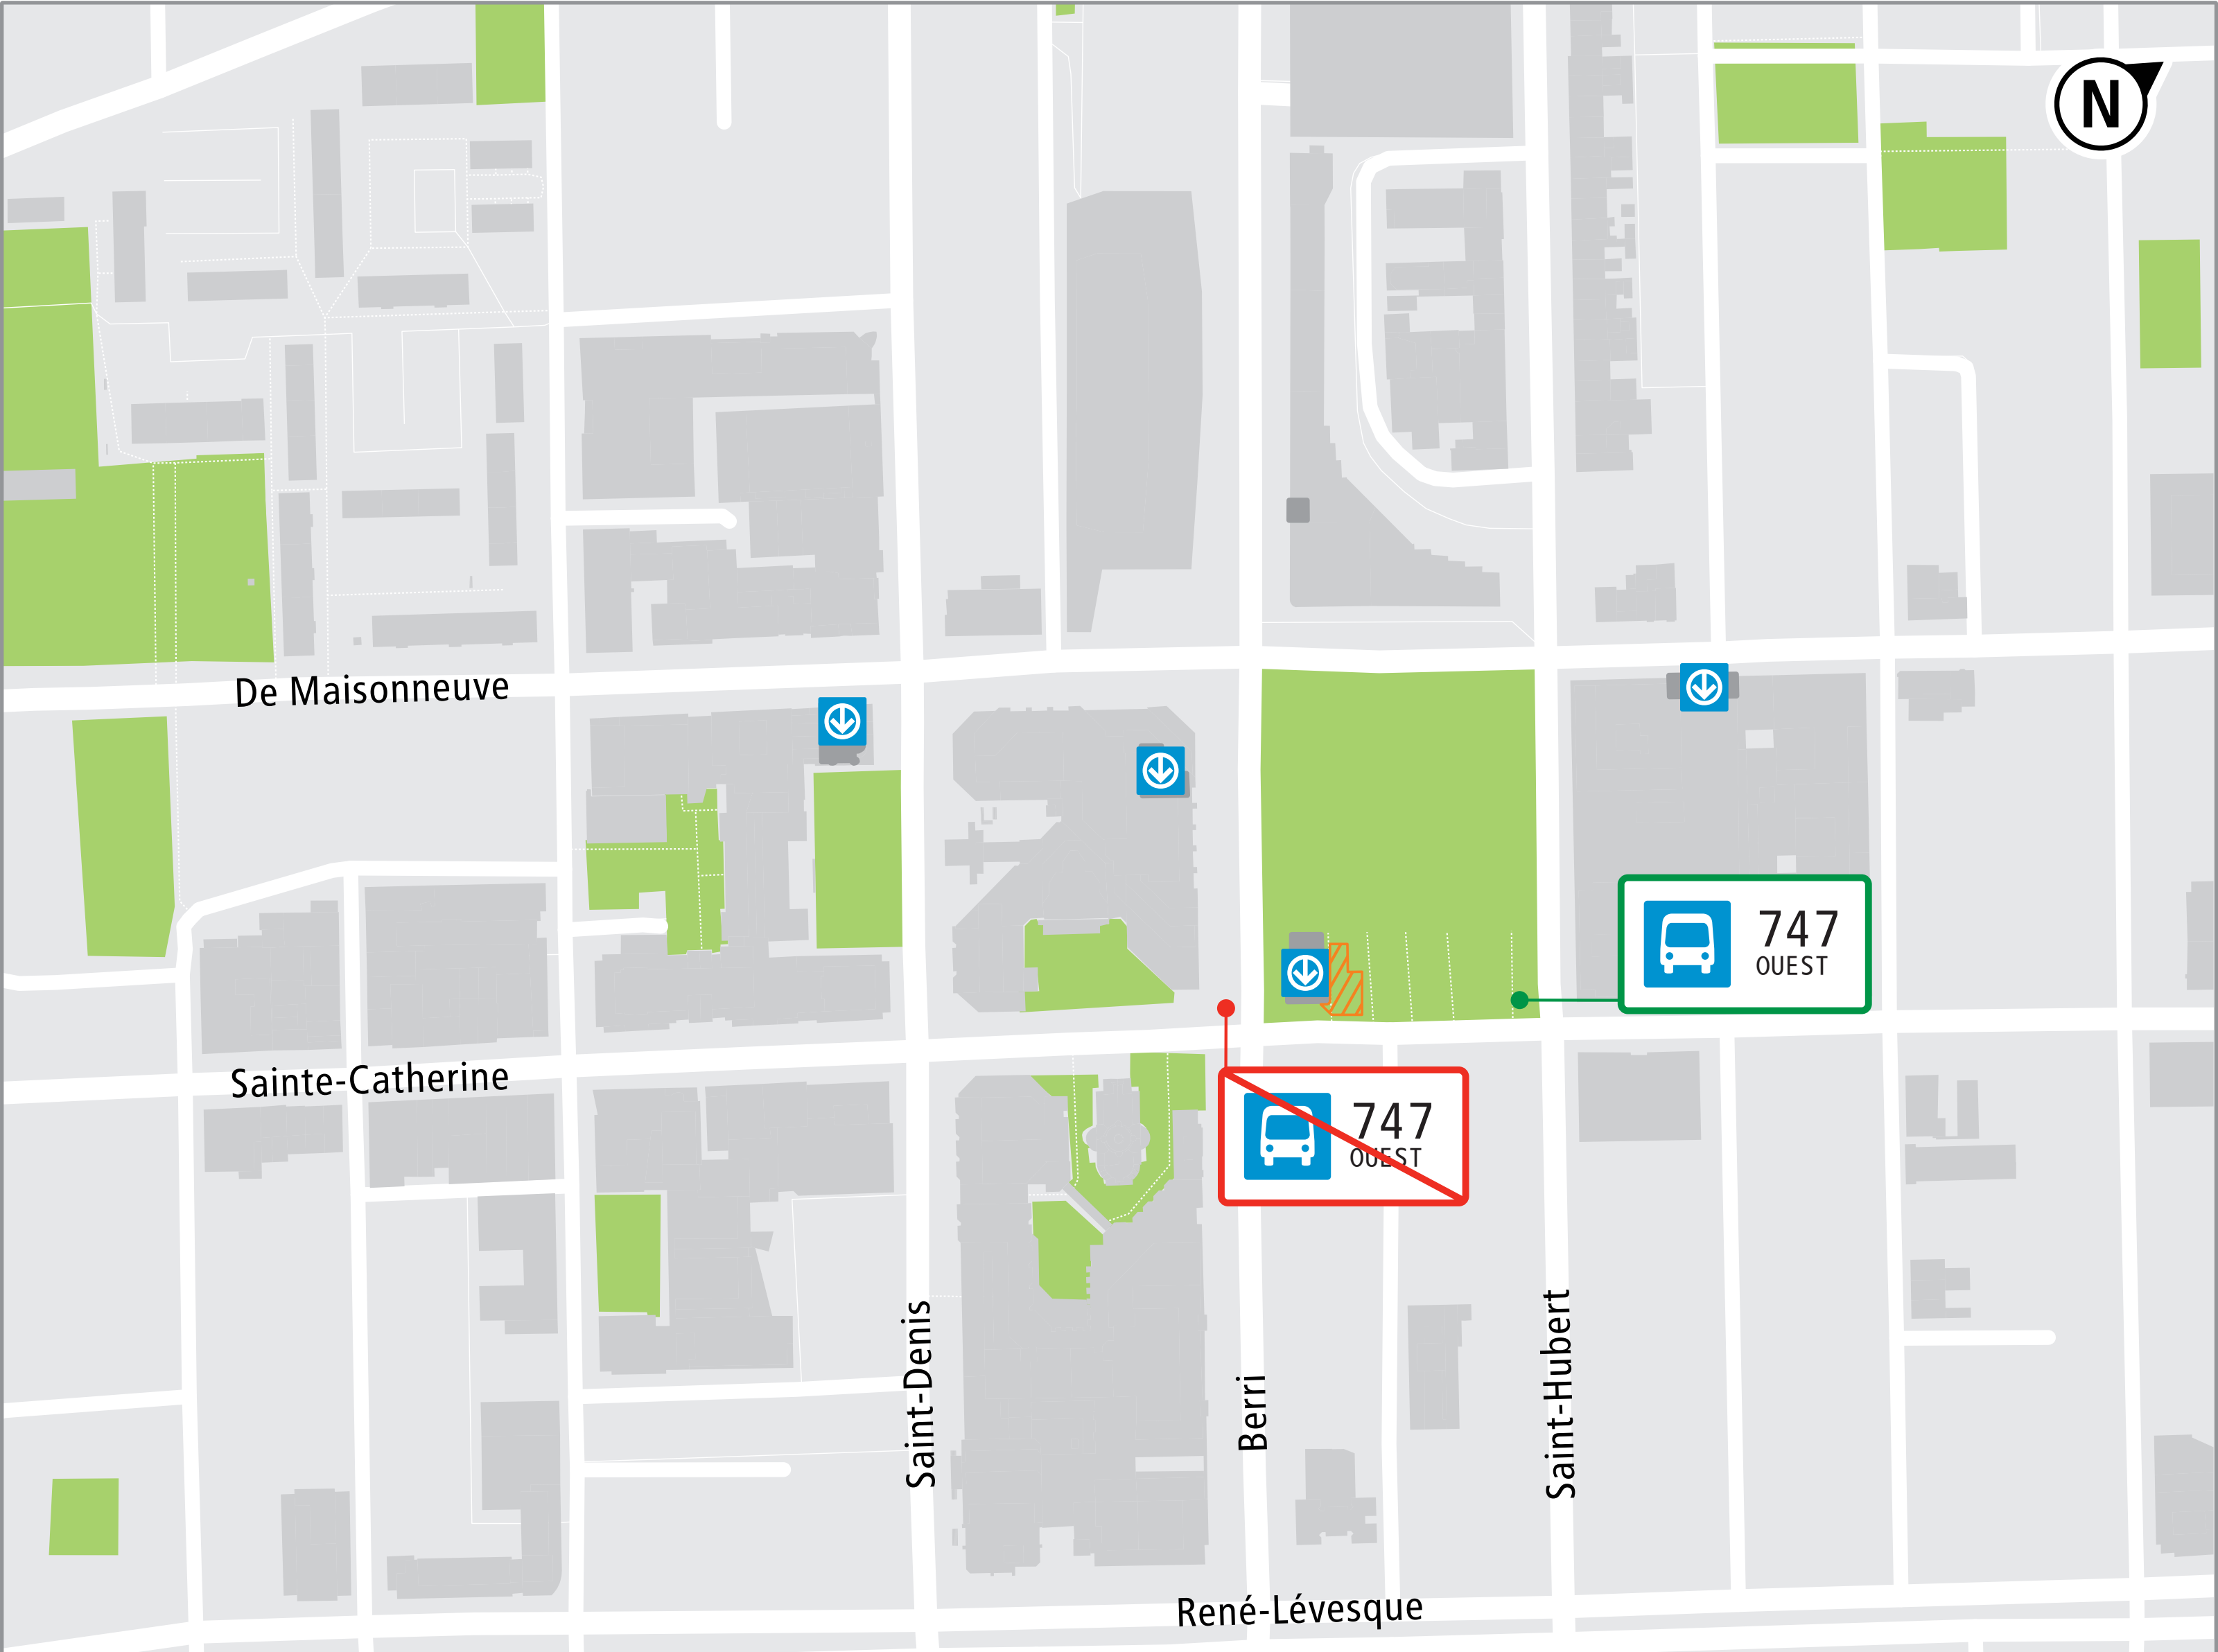 N
De Maisonneuve
747
OUEST
Sainte-Catherine
747
OUEST
Saint-Denis
Berri
Saint-Hubert
René-Lévesque